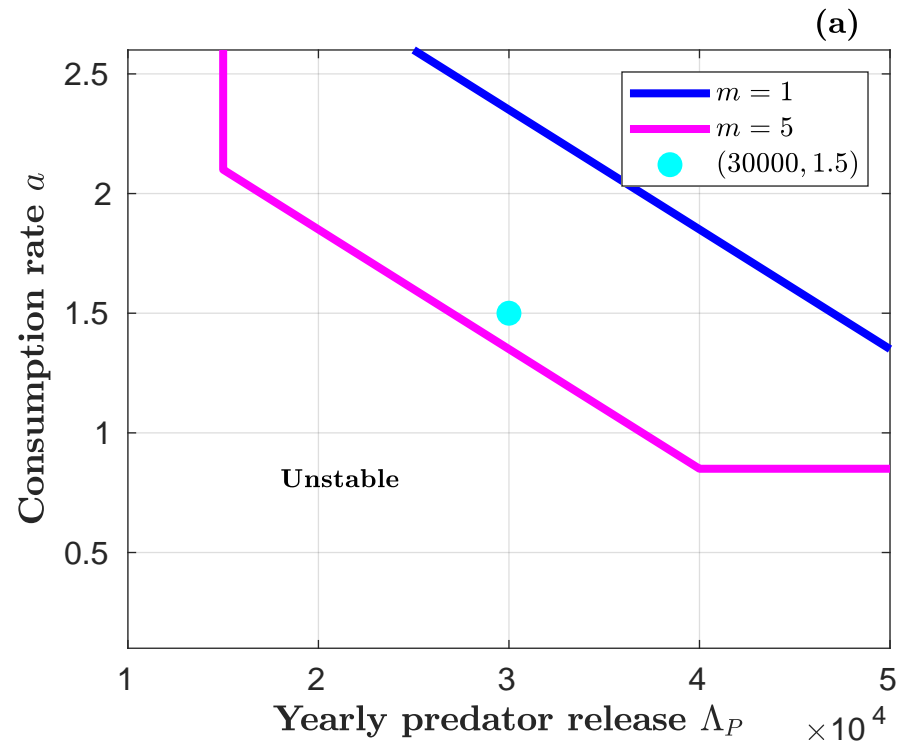 (a)
2.5
2
1.5
1
0.5
Consumption rate a
m = 1
m = 5
(30000, 1.5)
Unstable
1 2 3 4 5
Yearly predator release Λ_P
×10^4